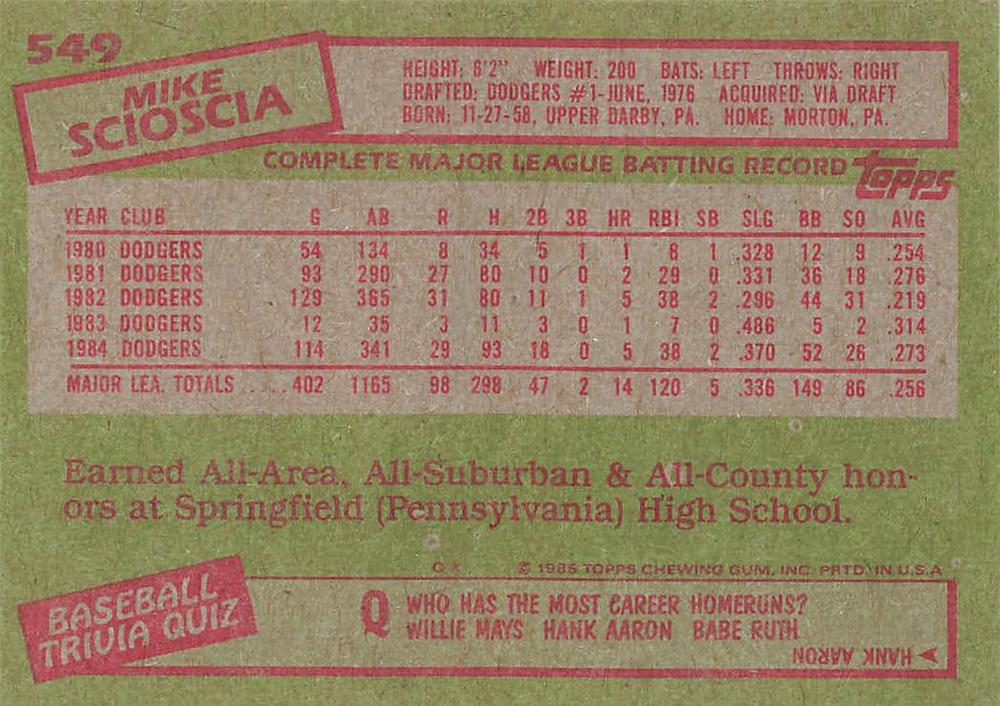 549
MIKE
SCIOSCIA
HEIGHT: 6'2" WEIGHT: 200 BATS: LEFT THROWS: RIGHT
DRAFTED: DODGERS #1-JUNE, 1976 ACQUIRED: VIA DRAFT
BORN: 11-27-58, UPPER DARBY, PA. HOME: MORTON, PA.
COMPLETE MAJOR LEAGUE BATTING RECORD
Topps
YEAR CLUB G AB R H 2B 3B HR RBI SB SLG BB SO AVG
1980 DODGERS 54 134 8 34 5 1 1 8 1 .328 12 9 .254
1981 DODGERS 93 290 27 80 10 0 2 29 0 .331 36 18 .276
1982 DODGERS 129 365 31 80 11 1 5 38 2 .296 44 31 .219
1983 DODGERS 12 35 3 11 3 0 1 7 0 .486 5 2 .314
1984 DODGERS 114 341 29 93 18 0 5 38 2 .370 52 26 .273
MAJOR LEA. TOTALS ..... 402 1165 98 298 47 2 14 120 5 .336 149 86 .256
Earned All-Area, All-Suburban & All-County hon-
ors at Springfield (Pennsylvania) High School.
C* © 1985 TOPPS CHEWING GUM, INC. PRTD. IN U.S.A
BASEBALL
TRIVIA QUIZ
Q WHO HAS THE MOST CAREER HOMERUNS?
WILLIE MAYS HANK AARON BABE RUTH
HANK AARON